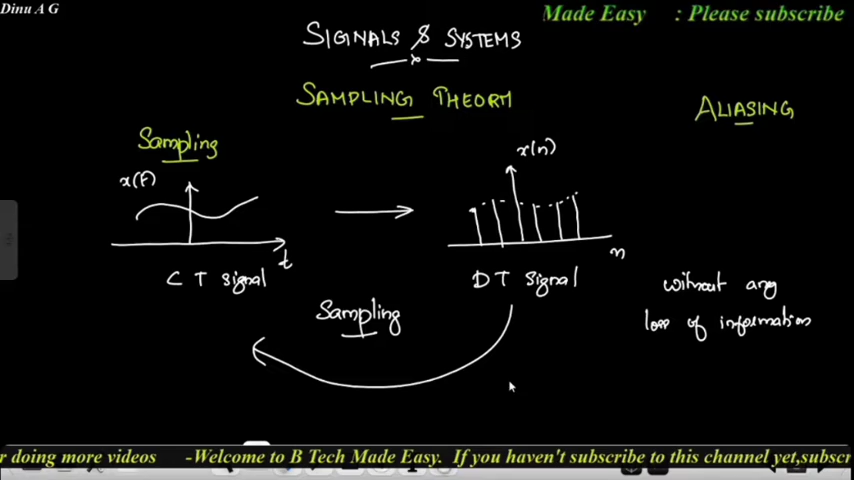 Dinu A G
Made Easy : Please subscribe
SIGNALS & SYSTEMS
SAMPLING THEORM
ALIASING
Sampling
x(t)
x(n)
t
n
C T Signal
DT Signal
Sampling
without any
loss of information
r doing more videos -Welcome to B Tech Made Easy. If you haven't subscribe to this channel yet,subscr